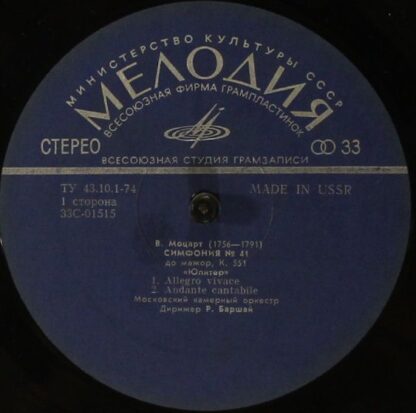 МИНИСТЕРСТВО КУЛЬТУРЫ СССР
МЕЛОДИЯ
ВСЕСОЮЗНАЯ ФИРМА ГРАМПЛАСТИНОК
СТЕРЕО
33
ВСЕСОЮЗНАЯ СТУДИЯ ГРАМЗАПИСИ
ТУ 43.10.1-74
MADE IN USSR
1 сторона
33С-01515
В. Моцарт (1756—1791)
СИМФОНИЯ № 41
до мажор, К. 551
«Юпитер»
1. Allegro vivace
2. Andante cantabile
Московский камерный оркестр
Дирижер Р. Баршай